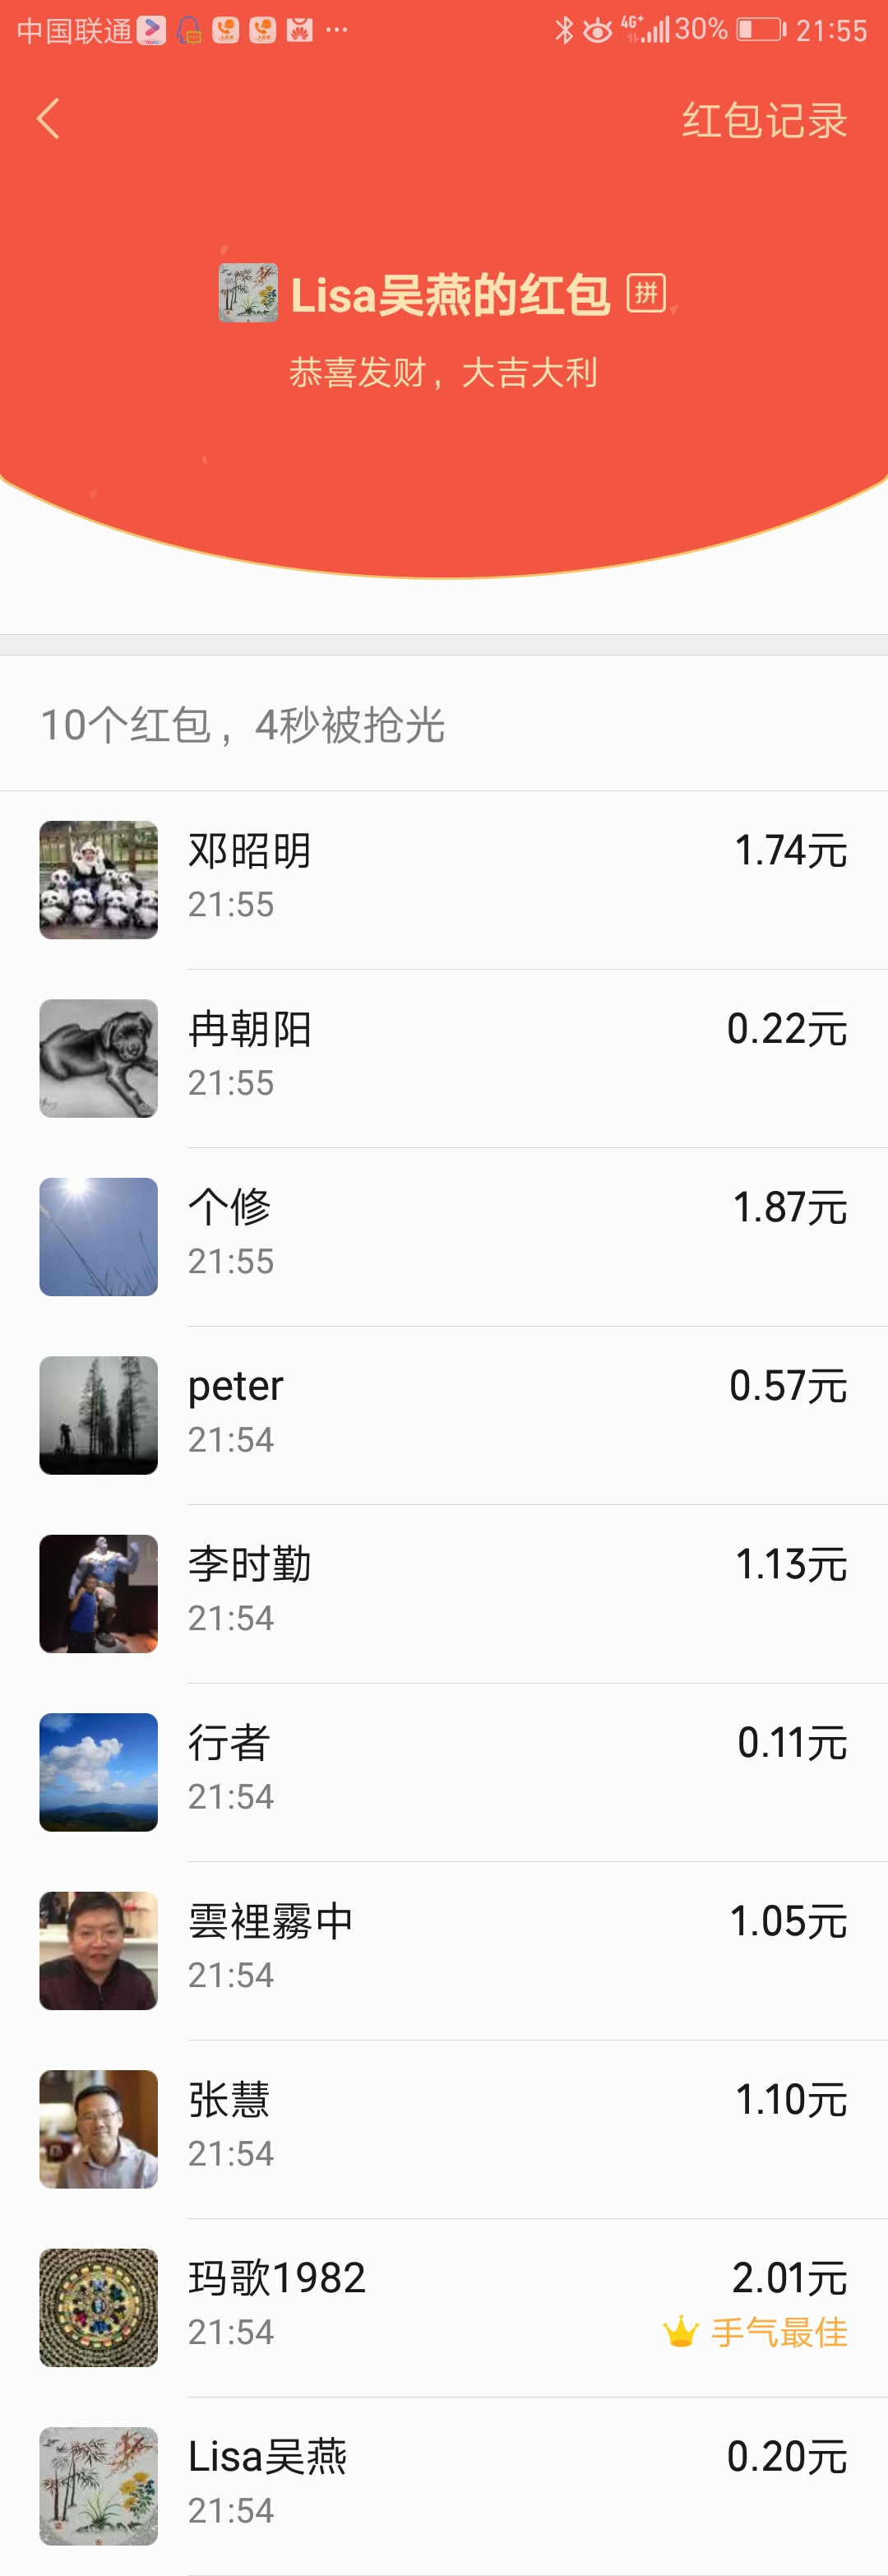 中国联通 ··· 4G+ 30% 21:55
红包记录
Lisa吴燕的红包 拼
恭喜发财，大吉大利
10个红包，4秒被抢光
邓昭明 1.74元
21:55
冉朝阳 0.22元
21:55
个修 1.87元
21:55
peter 0.57元
21:54
李时勤 1.13元
21:54
行者 0.11元
21:54
雲裡霧中 1.05元
21:54
张慧 1.10元
21:54
玛歌1982 2.01元
21:54 手气最佳
Lisa吴燕 0.20元
21:54